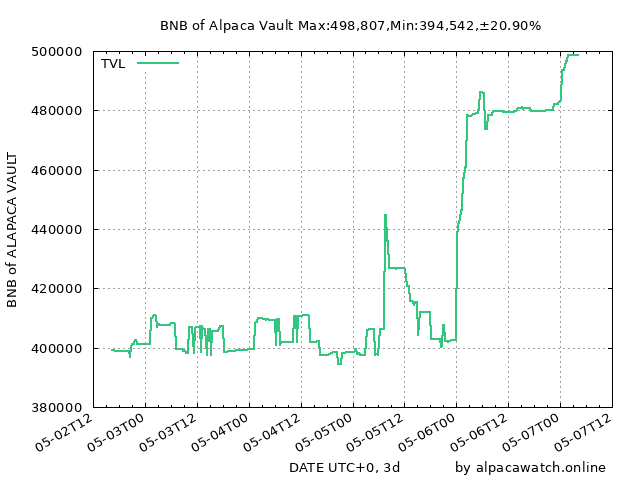 BNB of Alpaca Vault Max:498,807,Min:394,542,±20.90%
TVL
BNB of ALAPACA VAULT
500000
480000
460000
440000
420000
400000
380000
05-02T12
05-03T00
05-03T12
05-04T00
05-04T12
05-05T00
05-05T12
05-06T00
05-06T12
05-07T00
05-07T12
DATE UTC+0, 3d
by alpacawatch.online